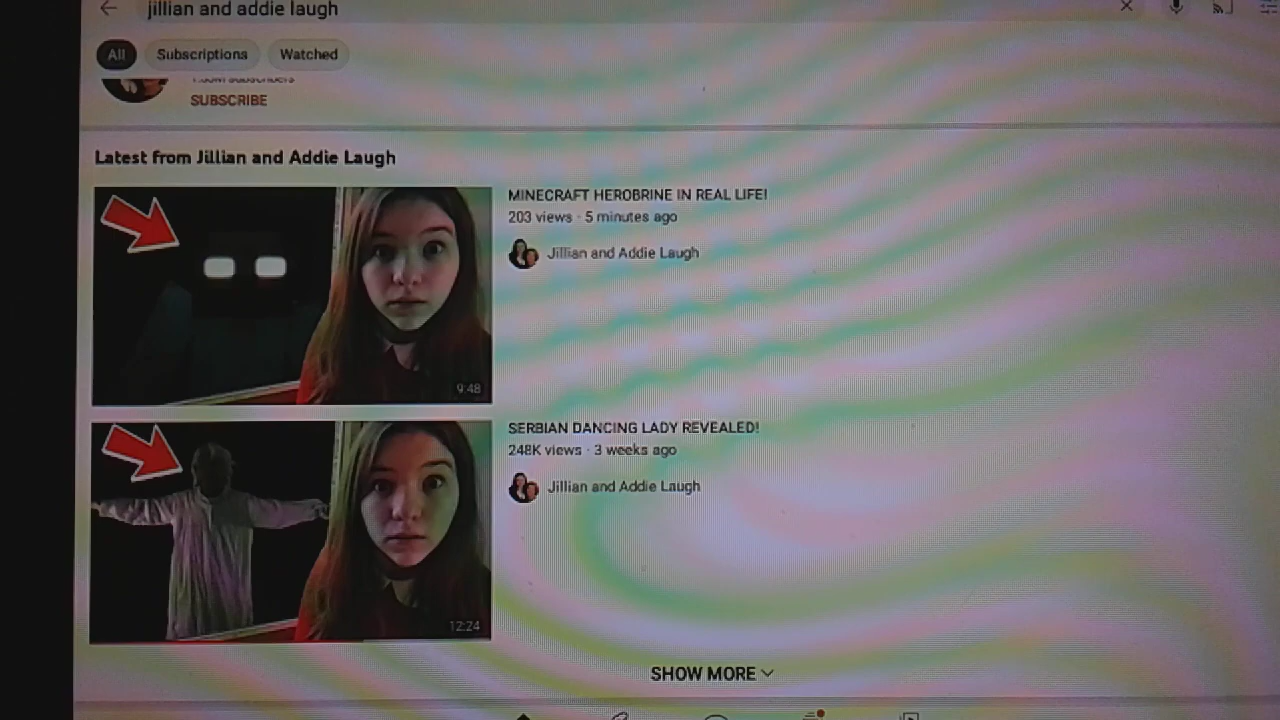 jillian and addie laugh
All
Subscriptions
Watched
SUBSCRIBE
Latest from Jillian and Addie Laugh
MINECRAFT HEROBRINE IN REAL LIFE!
203 views · 5 minutes ago
Jillian and Addie Laugh
9:48
SERBIAN DANCING LADY REVEALED!
248K views · 3 weeks ago
Jillian and Addie Laugh
12:24
SHOW MORE